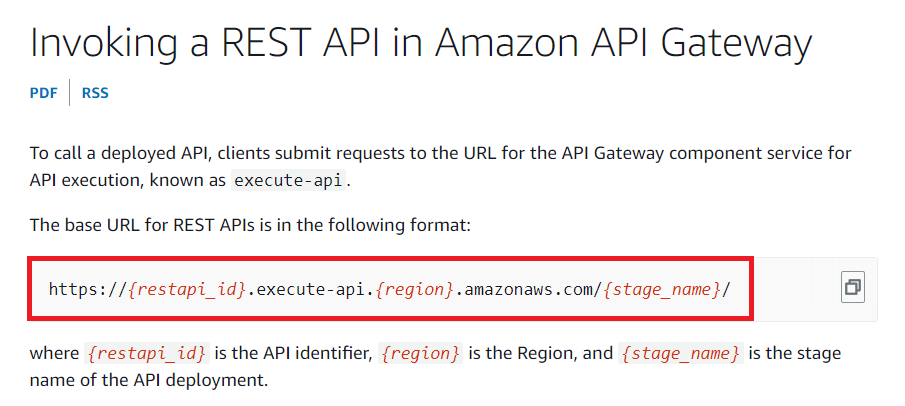 Invoking a REST API in Amazon API Gateway
PDF RSS
To call a deployed API, clients submit requests to the URL for the API Gateway component service for
API execution, known as execute-api.
The base URL for REST APIs is in the following format:
https://{restapi_id}.execute-api.{region}.amazonaws.com/{stage_name}/
where {restapi_id} is the API identifier, {region} is the Region, and {stage_name} is the stage
name of the API deployment.